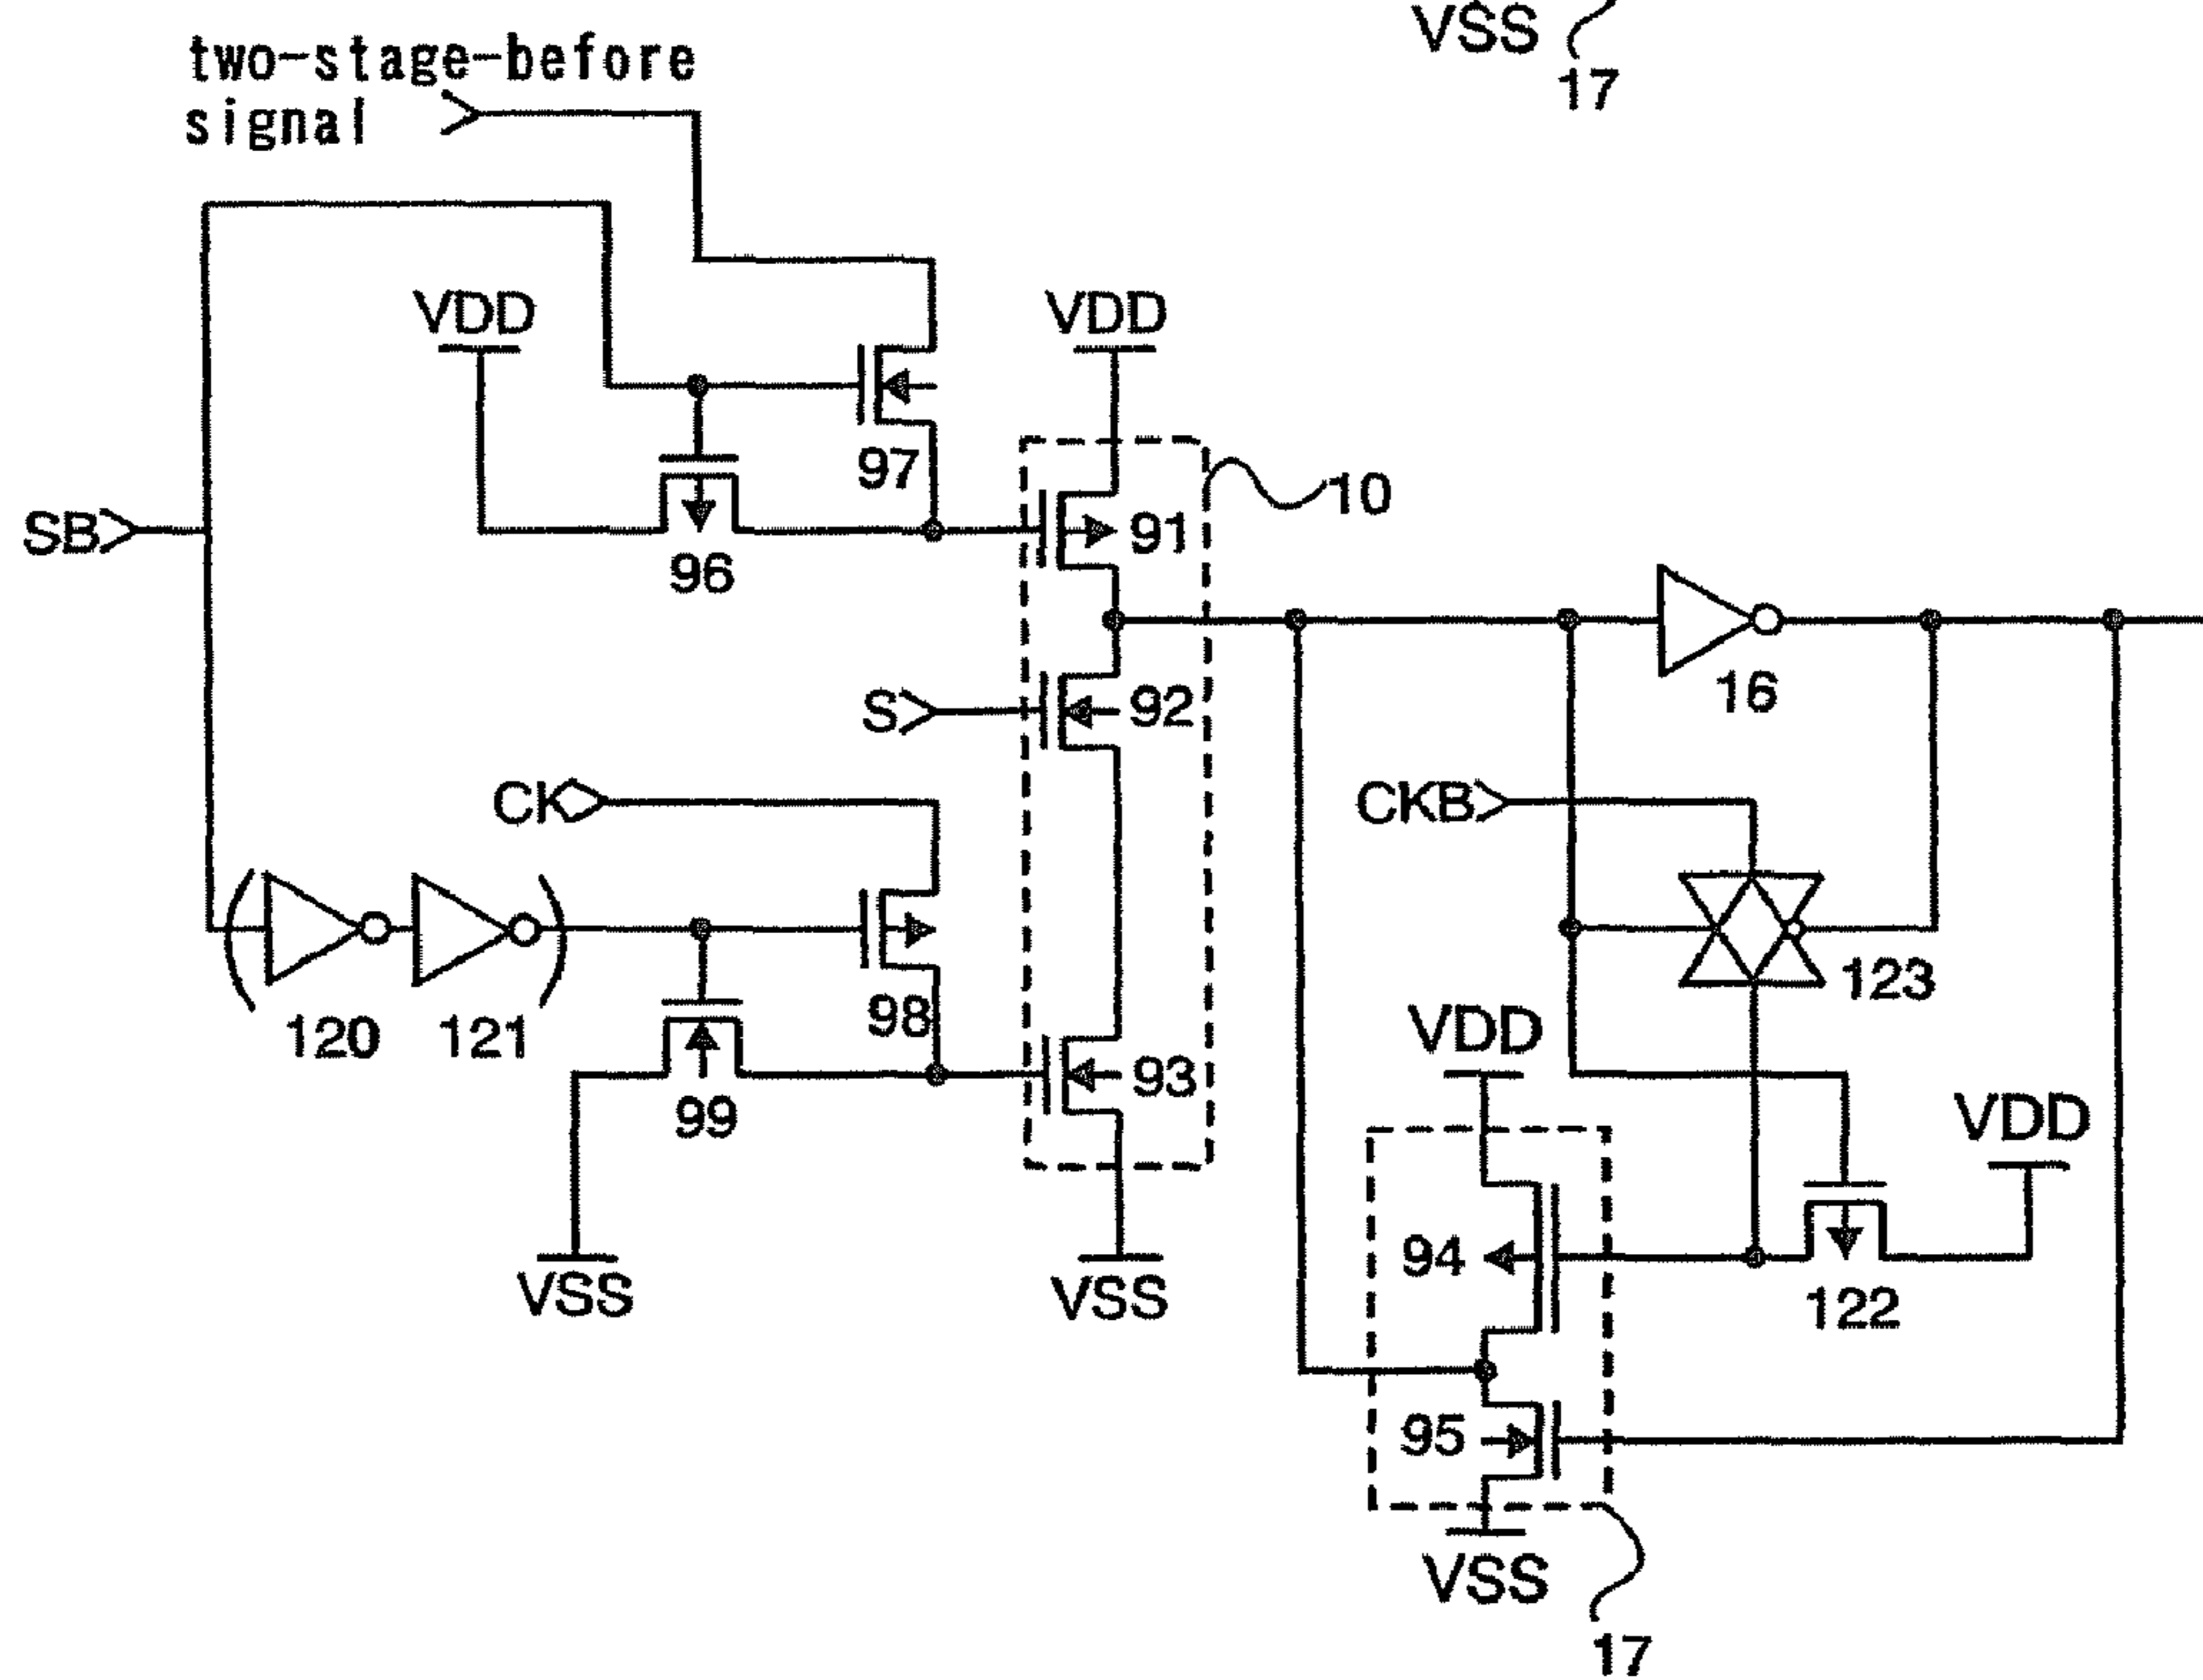 VSS
17
two-stage-before
signal
VDD
VDD
97
10
SB
91
96
16
S
92
CK
CKB
98
123
120
121
VDD
93
99
VDD
94
VSS
VSS
122
95
VSS
17